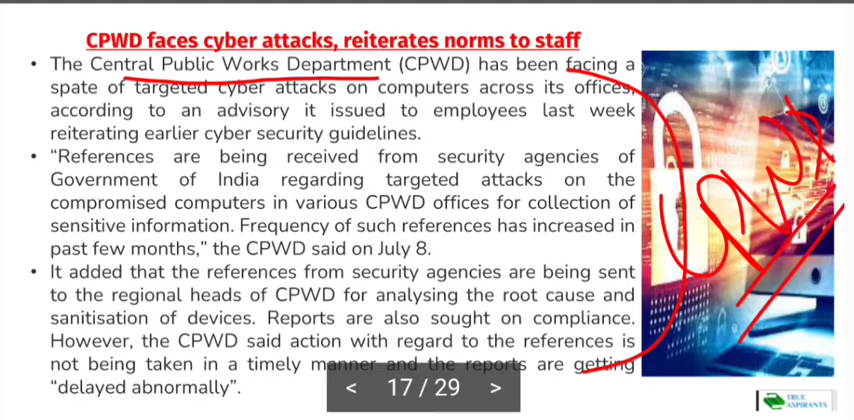 CPWD faces cyber attacks, reiterates norms to staff
• The Central Public Works Department (CPWD) has been facing a
spate of targeted cyber attacks on computers across its offices,
according to an advisory it issued to employees last week
reiterating earlier cyber security guidelines.
• “References are being received from security agencies of
Government of India regarding targeted attacks on the
compromised computers in various CPWD offices for collection of
sensitive information. Frequency of such references has increased in
past few months,” the CPWD said on July 8.
• It added that the references from security agencies are being sent
to the regional heads of CPWD for analysing the root cause and
sanitisation of devices. Reports are also sought on compliance.
However, the CPWD said action with regard to the references is
not being taken in a timely manner and the reports are getting
“delayed abnormally”.
< 17 / 29 >
TRUE
ASPIRANTS